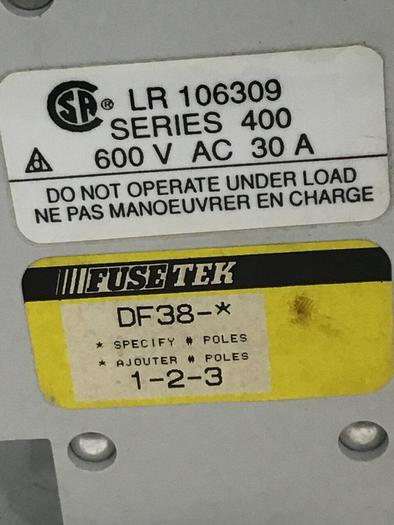 SA® LR 106309
SERIES 400
600 V AC 30 A
DO NOT OPERATE UNDER LOAD
NE PAS MANOEUVRER EN CHARGE
FUSETEK
DF38-*
* SPECIFY # POLES
* AJOUTER # POLES
1-2-3